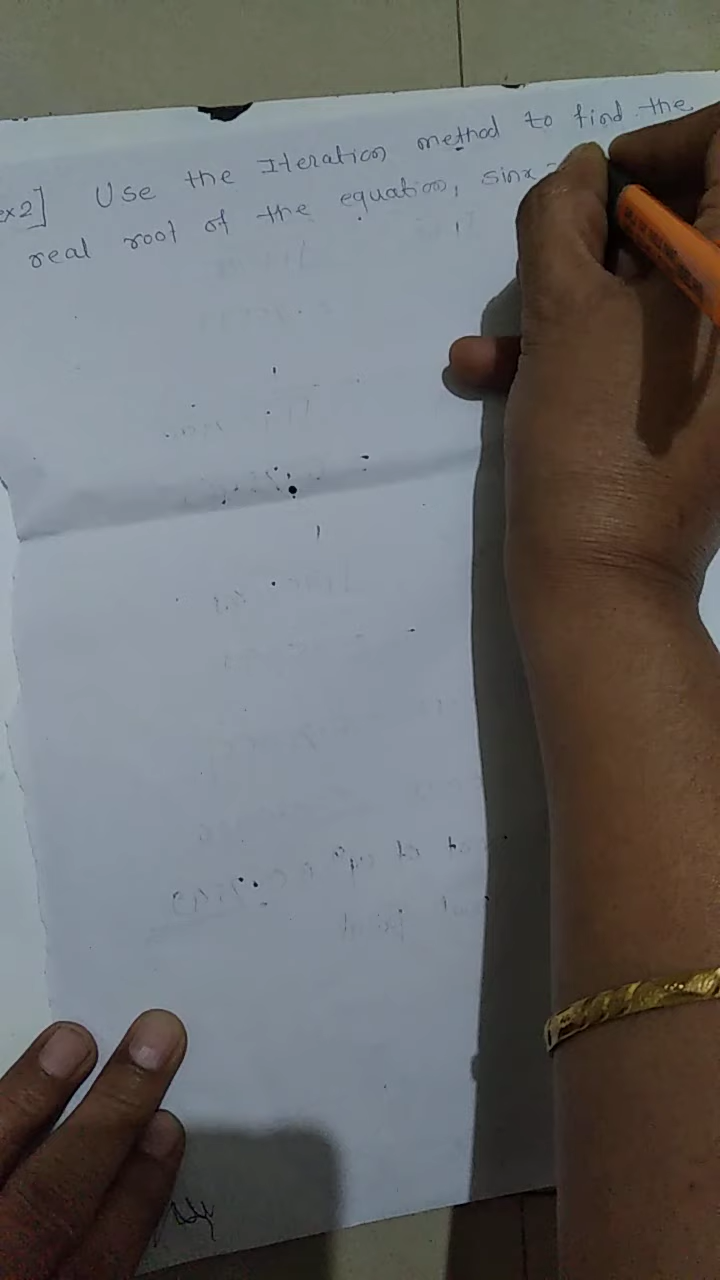 ex2] Use the Iteration method to find the
real root of the equation, sinx =